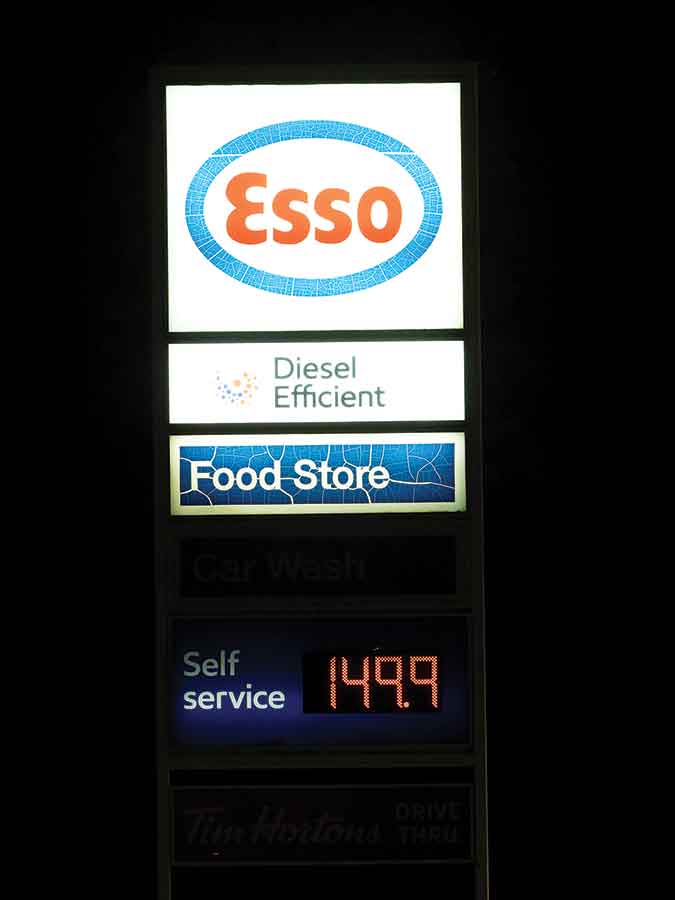 Esso
Diesel
Efficient
Food Store
Car Wash
Self
service
149.9
Tim Hortons
DRIVE
THRU